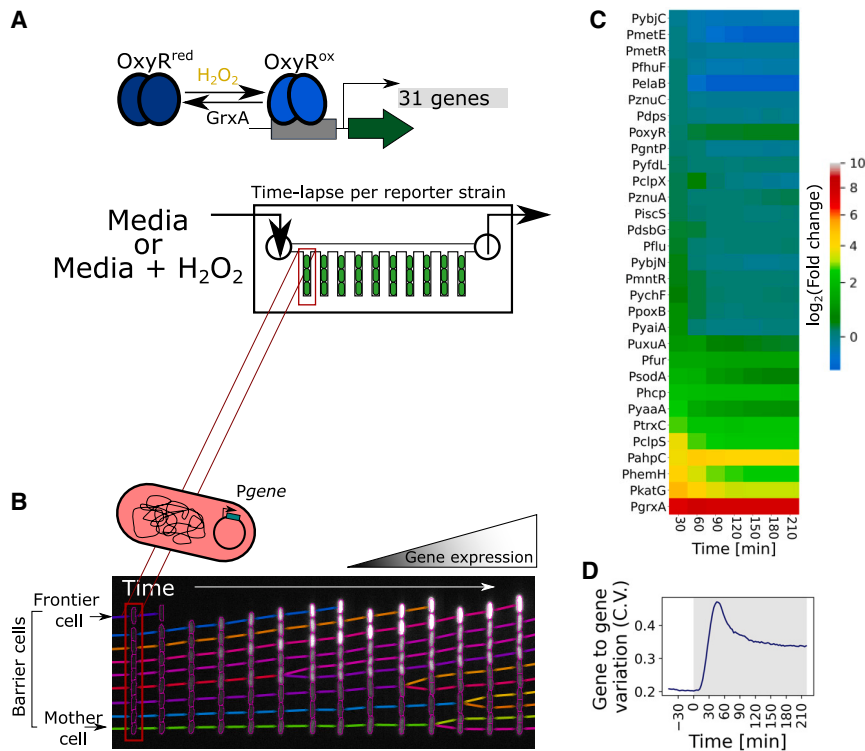 A
OxyRred
H2O2
OxyRox
GrxA
31 genes
Time-lapse per reporter strain
Media
or
Media + H2O2
B
Pgene
Gene expression
Time
Frontier
cell
Barrier cells
Mother
cell
C
PybjC
PmetE
PmetR
PfhuF
PelaB
PznuC
Pdps
PoxyR
PgntP
PyfdL
PclpX
PznuA
PiscS
PdsbG
Pflu
PybjN
PmntR
PychF
PpoxB
PyaiA
PuxuA
Pfur
PsodA
Phcp
PyaaA
PtrxC
PclpS
PahpC
PhemH
PkatG
PgrxA
30
60
90
120
150
180
210
Time [min]
10
8
6
4
2
0
log2(Fold change)
D
Gene to gene
variation (C.V.)
0.4
0.3
0.2
−30
0
30
60
90
120
150
180
210
Time [min]